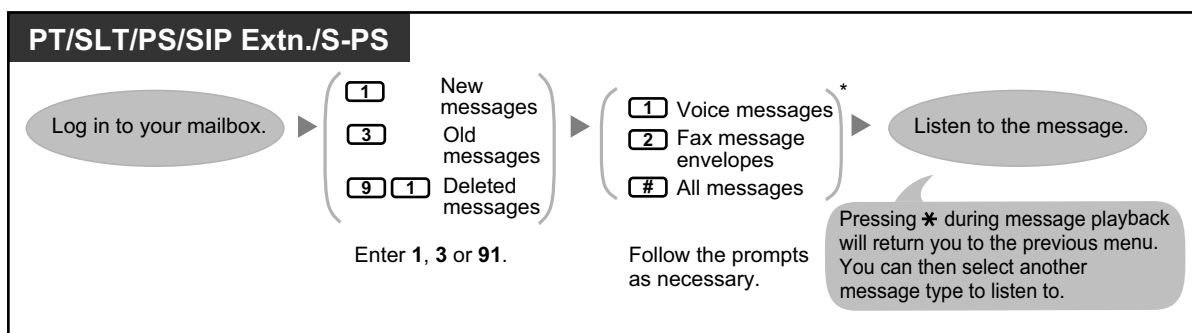 PT/SLT/PS/SIP Extn./S-PS
Log in to your mailbox.
1 New
messages
3 Old
messages
9 1 Deleted
messages
Enter 1, 3 or 91.
*
1 Voice messages
2 Fax message
envelopes
# All messages
Follow the prompts
as necessary.
Listen to the message.
Pressing * during message playback
will return you to the previous menu.
You can then select another
message type to listen to.